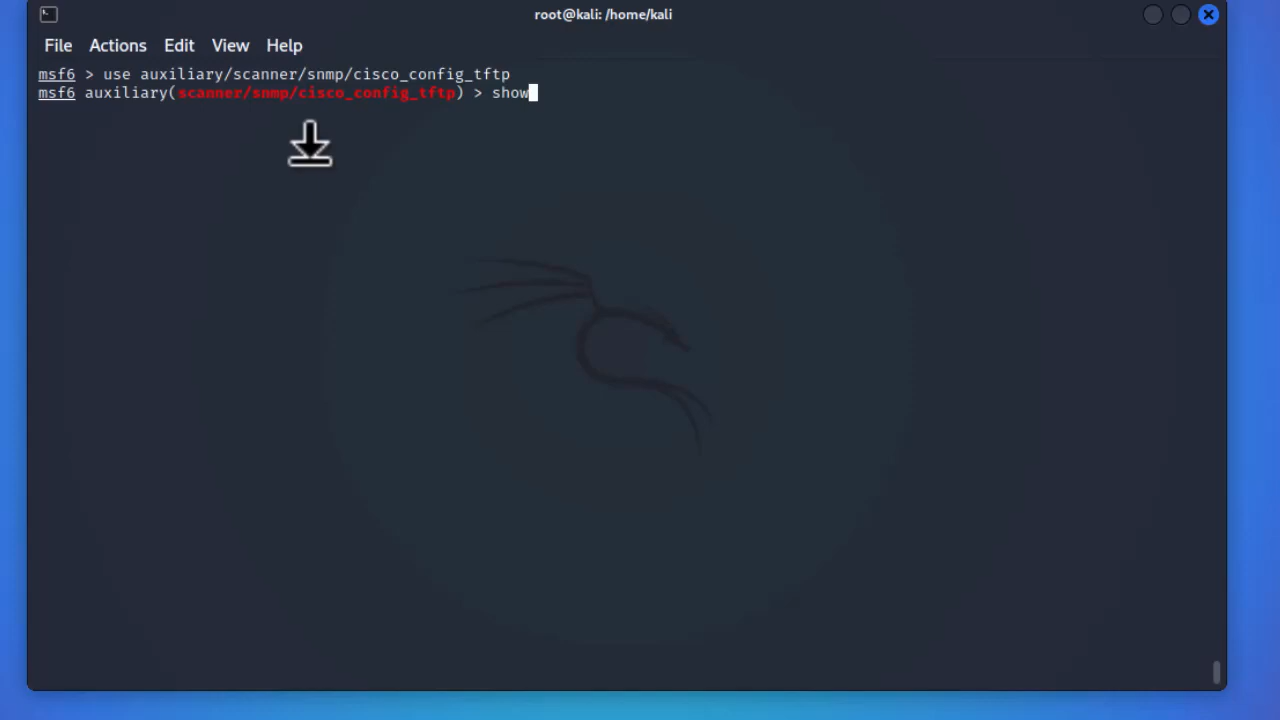 root@kali: /home/kali
File Actions Edit View Help
msf6 > use auxiliary/scanner/snmp/cisco_config_tftp
msf6 auxiliary(scanner/snmp/cisco_config_tftp) > show